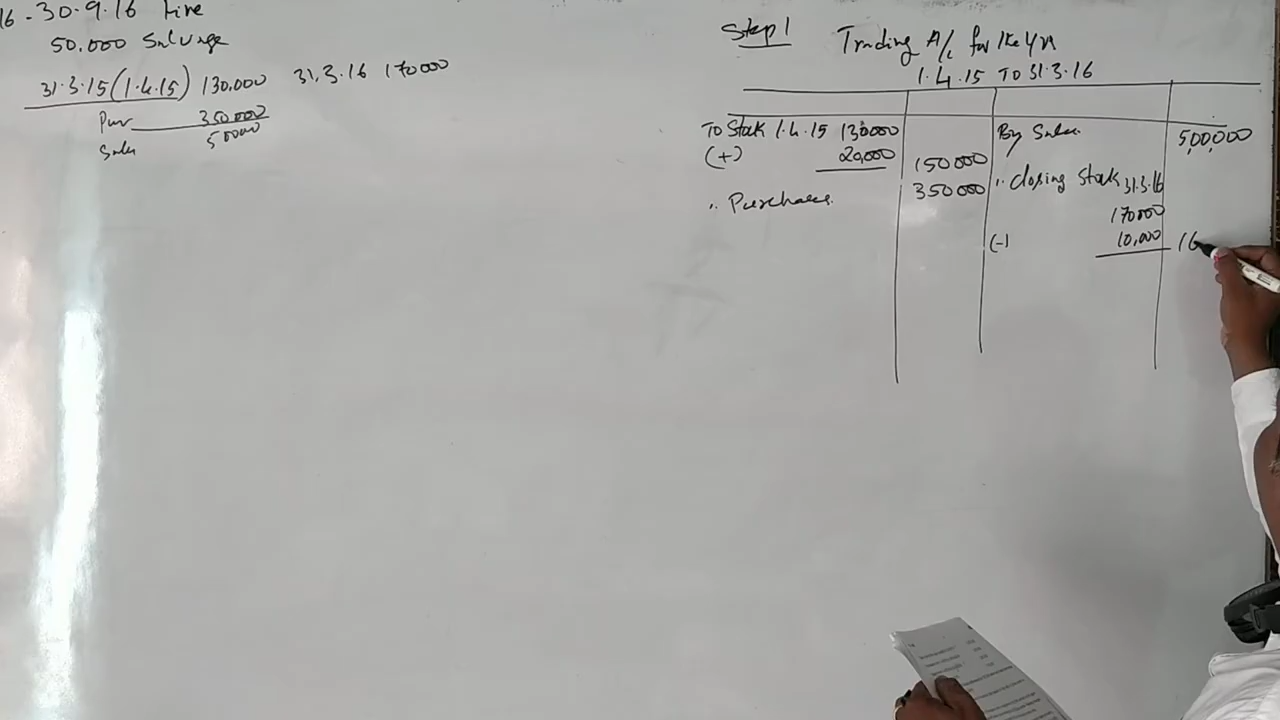 16 - 30.9.16 Fire
50,000 Salvage
31.3.15 (1.4.15) 130,000 31.3.16 170000
Pur 350000
Sales 500000
Step 1
Trading A/c for the Yr
1.4.15 TO 31.3.16
To Stock 1.4.15 130000
(+) 20,000 150000
" Purchases. 350000
By Sales 5,00,000
" Closing Stock 31.3.16
170000
(-) 10,000 16